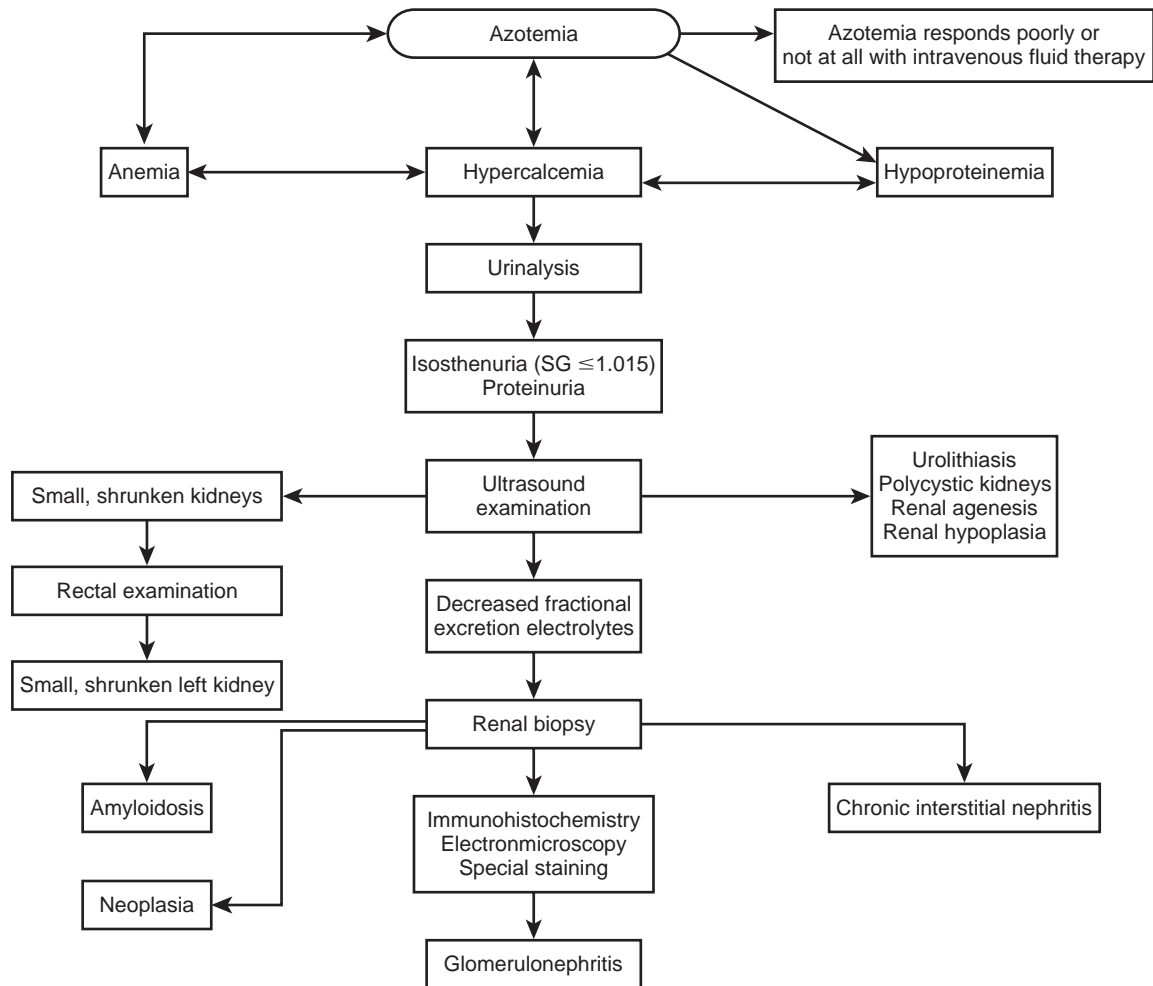 Azotemia
Azotemia responds poorly or
not at all with intravenous fluid therapy
Anemia
Hypercalcemia
Hypoproteinemia
Urinalysis
Isosthenuria (SG ≤1.015)
Proteinuria
Small, shrunken kidneys
Ultrasound
examination
Urolithiasis
Polycystic kidneys
Renal agenesis
Renal hypoplasia
Rectal examination
Decreased fractional
excretion electrolytes
Small, shrunken left kidney
Renal biopsy
Amyloidosis
Immunohistochemistry
Electronmicroscopy
Special staining
Chronic interstitial nephritis
Neoplasia
Glomerulonephritis